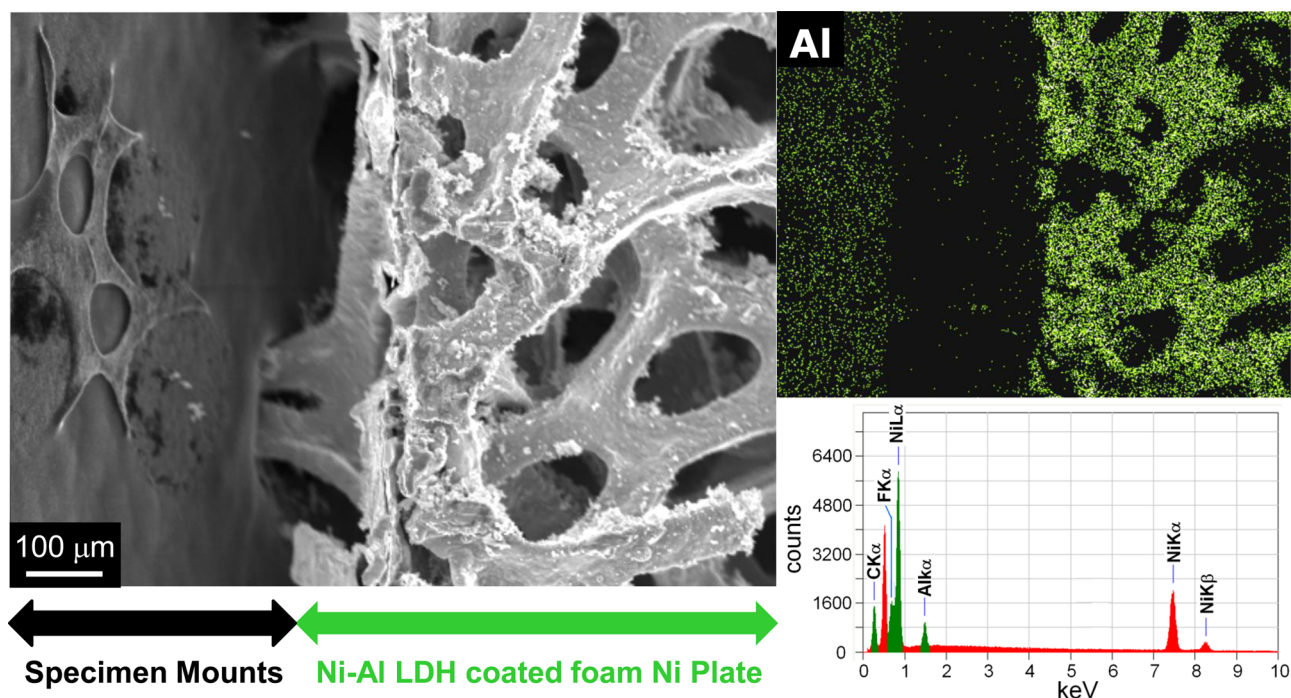 100 μm
Specimen Mounts
Ni-Al LDH coated foam Ni Plate
Al
counts
6400
4800
3200
1600
0
CKα
FKα
NiLα
Alkα
NiKα
NiKβ
0 1 2 3 4 5 6 7 8 9 10
keV